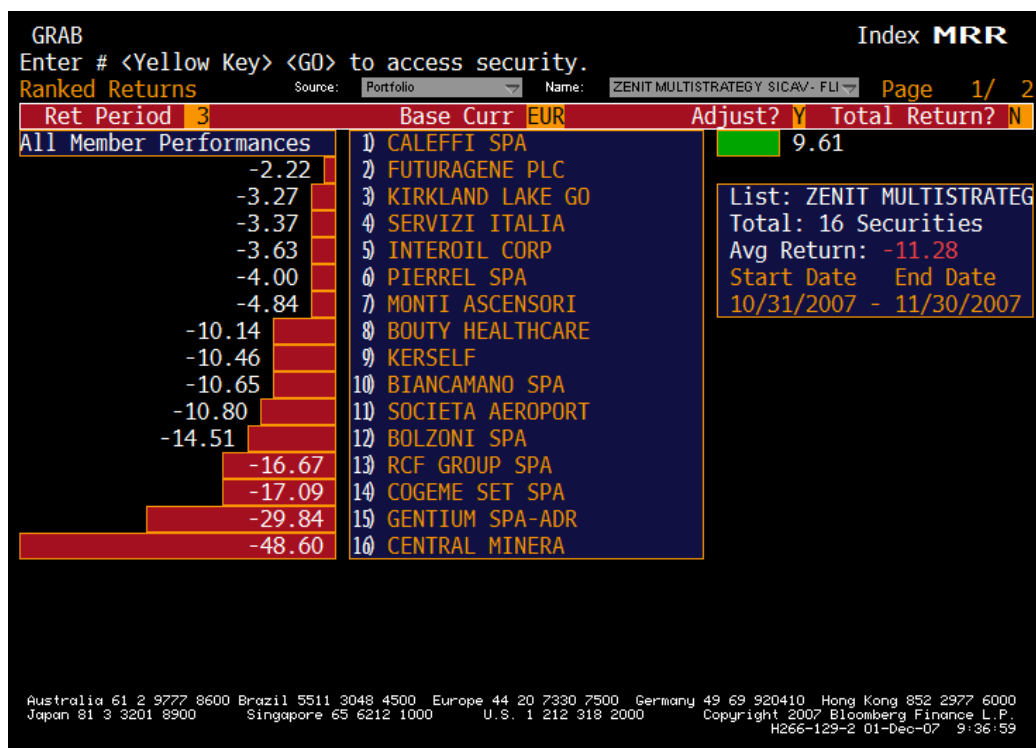 GRAB Index MRR
Enter # <Yellow Key> <GO> to access security.
Ranked Returns Source: Portfolio Name: ZENIT MULTISTRATEGY SICAV- FLI Page 1/ 2
Ret Period 3 Base Curr EUR Adjust? Y Total Return? N
All Member Performances 1) CALEFFI SPA 9.61
-2.22 2) FUTURAGENE PLC
-3.27 3) KIRKLAND LAKE GO List: ZENIT MULTISTRATEG
-3.37 4) SERVIZI ITALIA Total: 16 Securities
-3.63 5) INTEROIL CORP Avg Return: -11.28
-4.00 6) PIERREL SPA Start Date End Date
-4.84 7) MONTI ASCENSORI 10/31/2007 - 11/30/2007
-10.14 8) BOUTY HEALTHCARE
-10.46 9) KERSELF
-10.65 10) BIANCAMANO SPA
-10.80 11) SOCIETA AEROPORT
-14.51 12) BOLZONI SPA
-16.67 13) RCF GROUP SPA
-17.09 14) COGEME SET SPA
-29.84 15) GENTIUM SPA-ADR
-48.60 16) CENTRAL MINERA
Australia 61 2 9777 8600 Brazil 5511 3048 4500 Europe 44 20 7330 7500 Germany 49 69 920410 Hong Kong 852 2977 6000
Japan 81 3 3201 8900 Singapore 65 6212 1000 U.S. 1 212 318 2000 Copyright 2007 Bloomberg Finance L.P.
H266-129-2 01-Dec-07 9:36:59